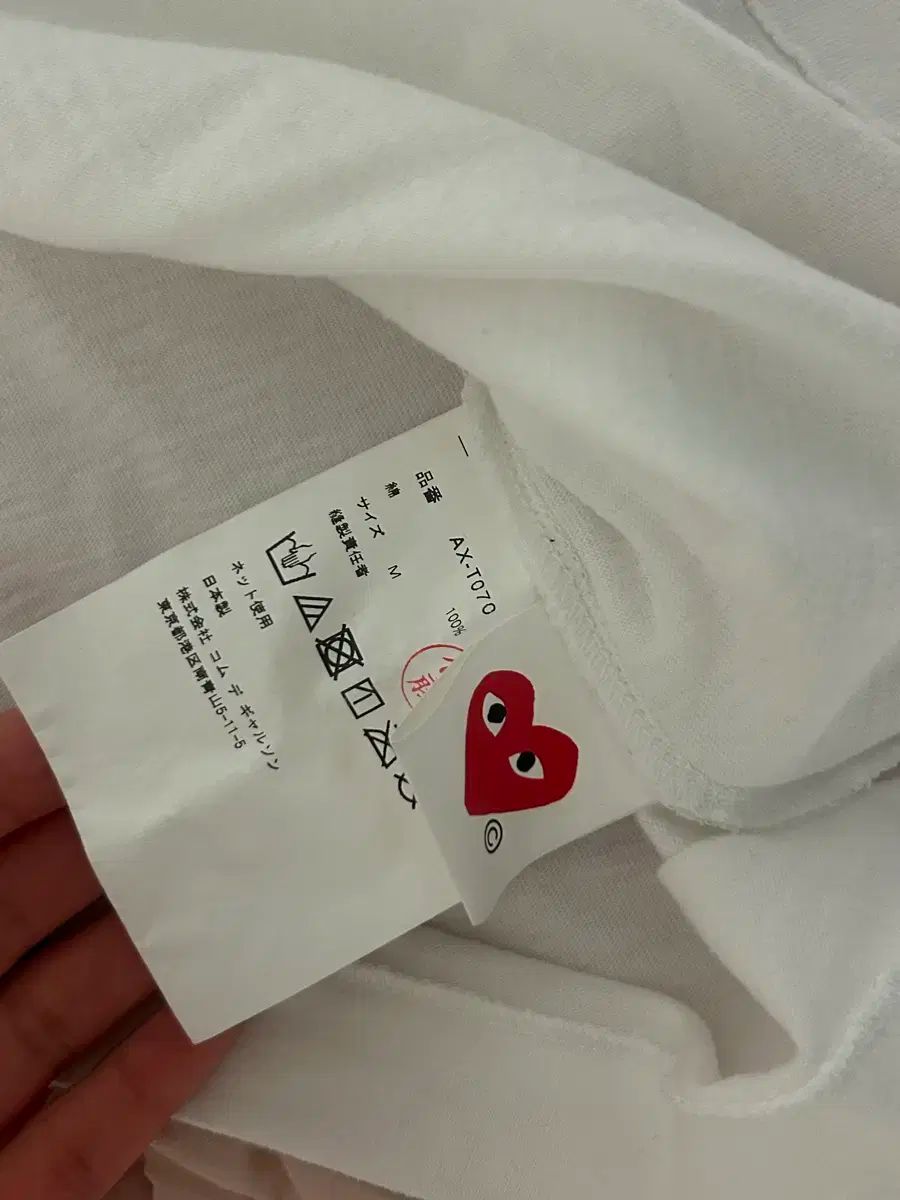 品番 AX-T070
綿 100%
サイズ M
縫製責任者
ネット使用
日本製
株式会社 コム デ ギャルソン
東京都港区南青山5-11-5
©